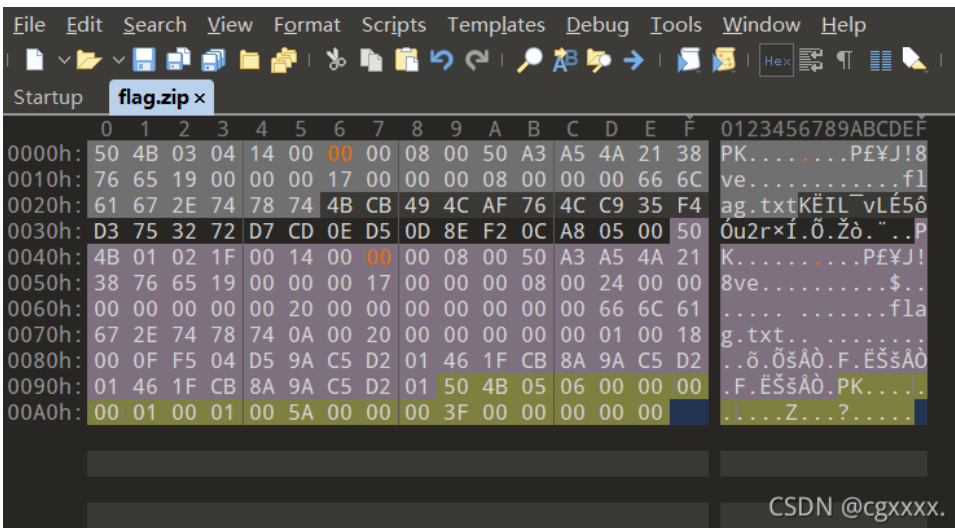 File Edit Search View Format Scripts Templates Debug Tools Window Help
Hex
Startup flag.zip ×
0 1 2 3 4 5 6 7 8 9 A B C D E F 0123456789ABCDEF
0000h: 50 4B 03 04 14 00 00 00 08 00 50 A3 A5 4A 21 38 PK........P£¥J!8
0010h: 76 65 19 00 00 00 17 00 00 00 08 00 00 00 66 6C ve............fl
0020h: 61 67 2E 74 78 74 4B CB 49 4C AF 76 4C C9 35 F4 ag.txtKËIL¯vLÉ5ô
0030h: D3 75 32 72 D7 CD 0E D5 0D 8E F2 0C A8 05 00 50 Óu2r×Í.Õ.Žò.¨..P
0040h: 4B 01 02 1F 00 14 00 00 00 08 00 50 A3 A5 4A 21 K..........P£¥J!
0050h: 38 76 65 19 00 00 00 17 00 00 00 08 00 24 00 00 8ve..........$..
0060h: 00 00 00 00 00 20 00 00 00 00 00 00 00 66 6C 61 ..... .......fla
0070h: 67 2E 74 78 74 0A 00 20 00 00 00 00 00 01 00 18 g.txt.. ........
0080h: 00 0F F5 04 D5 9A C5 D2 01 46 1F CB 8A 9A C5 D2 ..õ.ÕšÅÒ.F.ËŠšÅÒ
0090h: 01 46 1F CB 8A 9A C5 D2 01 50 4B 05 06 00 00 00 .F.ËŠšÅÒ.PK.....
00A0h: 00 01 00 01 00 5A 00 00 00 3F 00 00 00 00 00 .....Z...?.....
CSDN @cgxxxx.